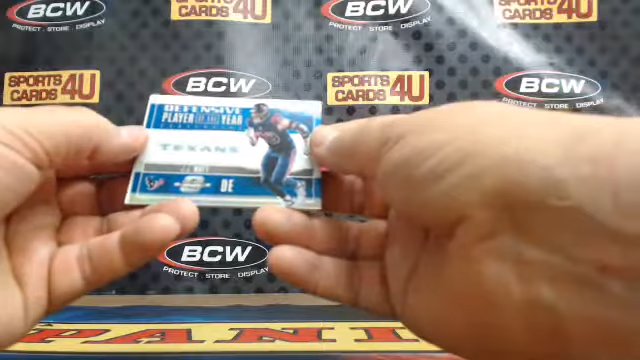 BCW
PROTECT . STORE . DISPLAY
SPORTS
CARDS 4U
BCW
PROTECT . STORE . DISPLAY
SPORTS
CARDS 4U
SPORTS
CARDS 4U
BCW
SPORTS
CARDS 4U
BCW
PROTECT . STORE . DISPLAY
DEFENSIVE
PLAYER OF THE YEAR
TEXANS
J.J. WATT
DE
BCW
PROTECT . STORE . DISPLAY
PANINI